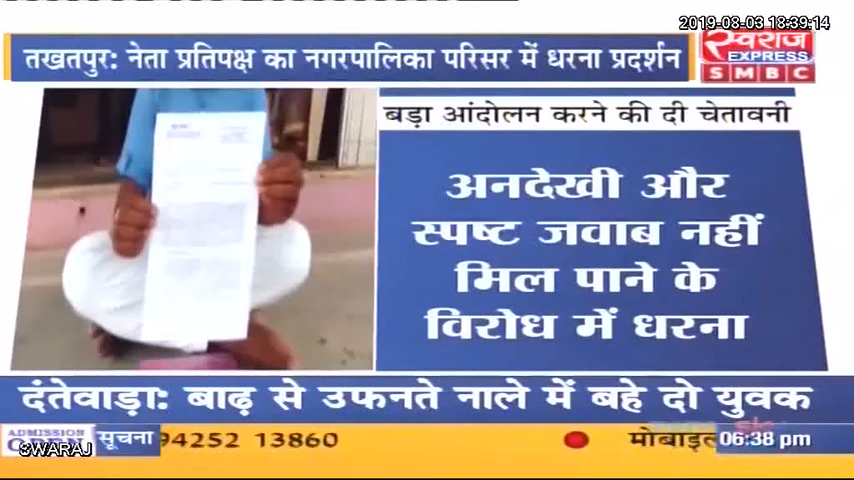 2019-08-03 18:39:14
तखतपुर: नेता प्रतिपक्ष का नगरपालिका परिसर में धरना प्रदर्शन
स्वराज
EXPRESS
SMBC
बड़ा आंदोलन करने की दी चेतावनी
अनदेखी और
स्पष्ट जवाब नहीं
मिल पाने के
विरोध में धरना
दंतेवाड़ा: बाढ़ से उफनते नाले में बहे दो युवक
ADMISSION
OPEN
सूचना
94252 13860
मोबाइल
06:38 pm
SWARAJ